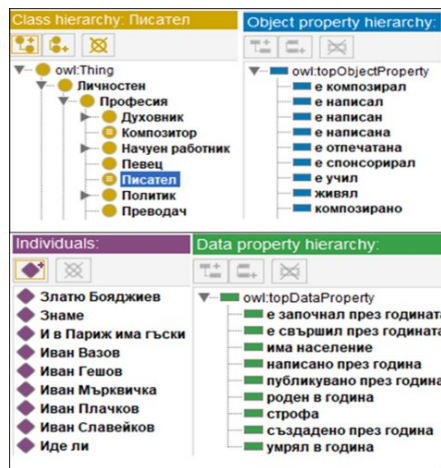 Class hierarchy: Писател
owl:Thing
Личностен
Професия
Духовник
Композитор
Начуен работник
Певец
Писател
Политик
Преводач
Object property hierarchy:
owl:topObjectProperty
е композирал
е написал
е написан
е написана
е отпечатана
е спонсорирал
е учил
живял
композирано
Individuals:
Златю Бояджиев
Знаме
И в Париж има гъски
Иван Вазов
Иван Гешов
Иван Мърквичка
Иван Плачков
Иван Славейков
Иде ли
Data property hierarchy:
owl:topDataProperty
е започнал през годината
е свършил през годината
има население
написано през година
публикувано през година
роден в година
строфа
създадено през година
умрял в година